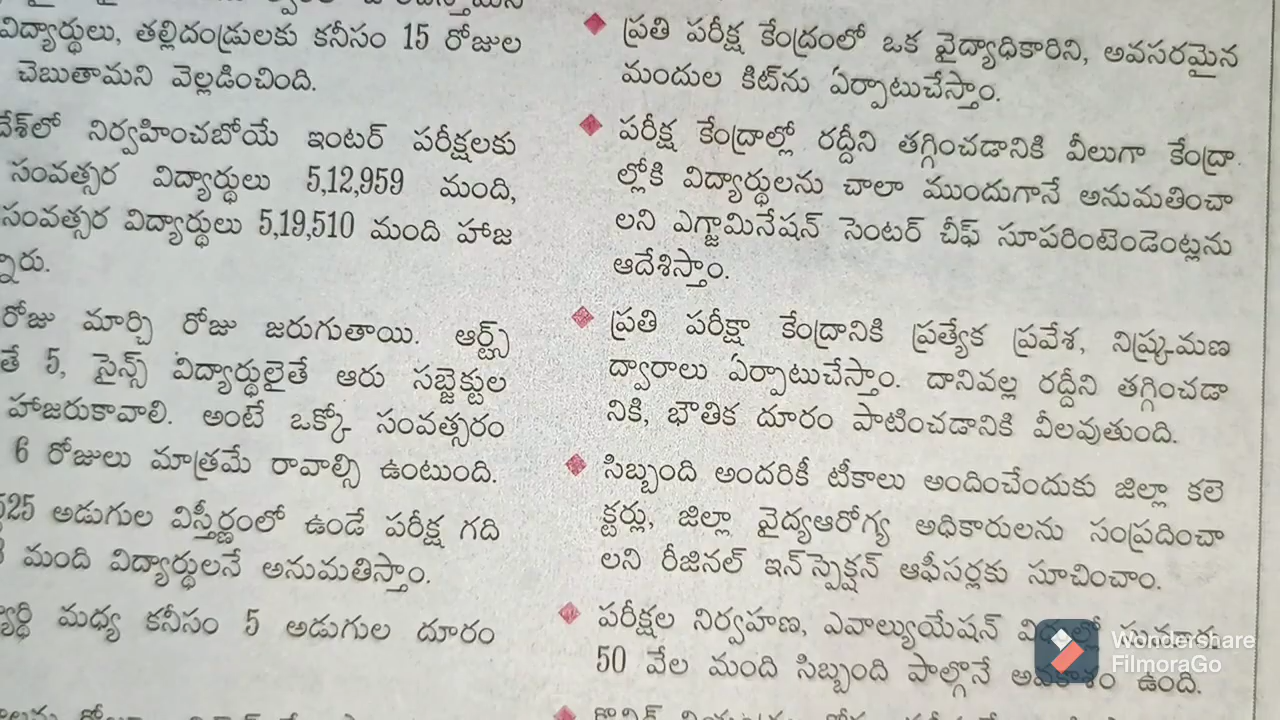 విద్యార్థులు, తల్లిదండ్రులకు కనీసం 15 రోజుల
చెబుతామని వెల్లడించింది.
దేశ్‌లో నిర్వహించబోయే ఇంటర్ పరీక్షలకు
సంవత్సర విద్యార్థులు 5,12,959 మంది,
సంవత్సర విద్యార్థులు 5,19,510 మంది హాజ
న్నిరు.
రోజు మార్చి రోజు జరుగుతాయి. ఆర్ట్స్
తే 5, సైన్స్ విద్యార్థులైతే ఆరు సబ్జెక్టుల
హాజరుకావాలి. అంటే ఒక్కో సంవత్సరం
6 రోజులు మాత్రమే రావాల్సి ఉంటుంది.
525 అడుగుల విస్తీర్ణంలో ఉండే పరీక్ష గది
మంది విద్యార్థులనే అనుమతిస్తాం.
మధ్య కనీసం 5 అడుగుల దూరం
ప్రతి పరీక్ష కేంద్రంలో ఒక వైద్యాధికారిని, అవసరమైన
మందుల కిట్‌ను ఏర్పాటుచేస్తాం.
పరీక్ష కేంద్రాల్లో రద్దీని తగ్గించడానికి వీలుగా కేంద్రా
ల్లోకి విద్యార్థులను చాలా ముందుగానే అనుమతించా
లని ఎగ్జామినేషన్ సెంటర్ చీఫ్ సూపరింటెండెంట్లను
ఆదేశిస్తాం.
ప్రతి పరీక్షా కేంద్రానికి ప్రత్యేక ప్రవేశ, నిష్క్రమణ
ద్వారాలు ఏర్పాటుచేస్తాం. దానివల్ల రద్దీని తగ్గించడా
నికి, భౌతిక దూరం పాటించడానికి వీలవుతుంది.
సిబ్బంది అందరికీ టీకాలు అందించేందుకు జిల్లా కలె
క్టర్లు, జిల్లా వైద్యఆరోగ్య అధికారులను సంప్రదించా
లని రీజినల్ ఇన్‌స్పెక్షన్ ఆఫీసర్లకు సూచించాం.
పరీక్షల నిర్వహణ, ఎవాల్యుయేషన్
50 వేల మంది సిబ్బంది పాల్గొనే అవకాశం ఉంది.
Wondershare
FilmoraGo